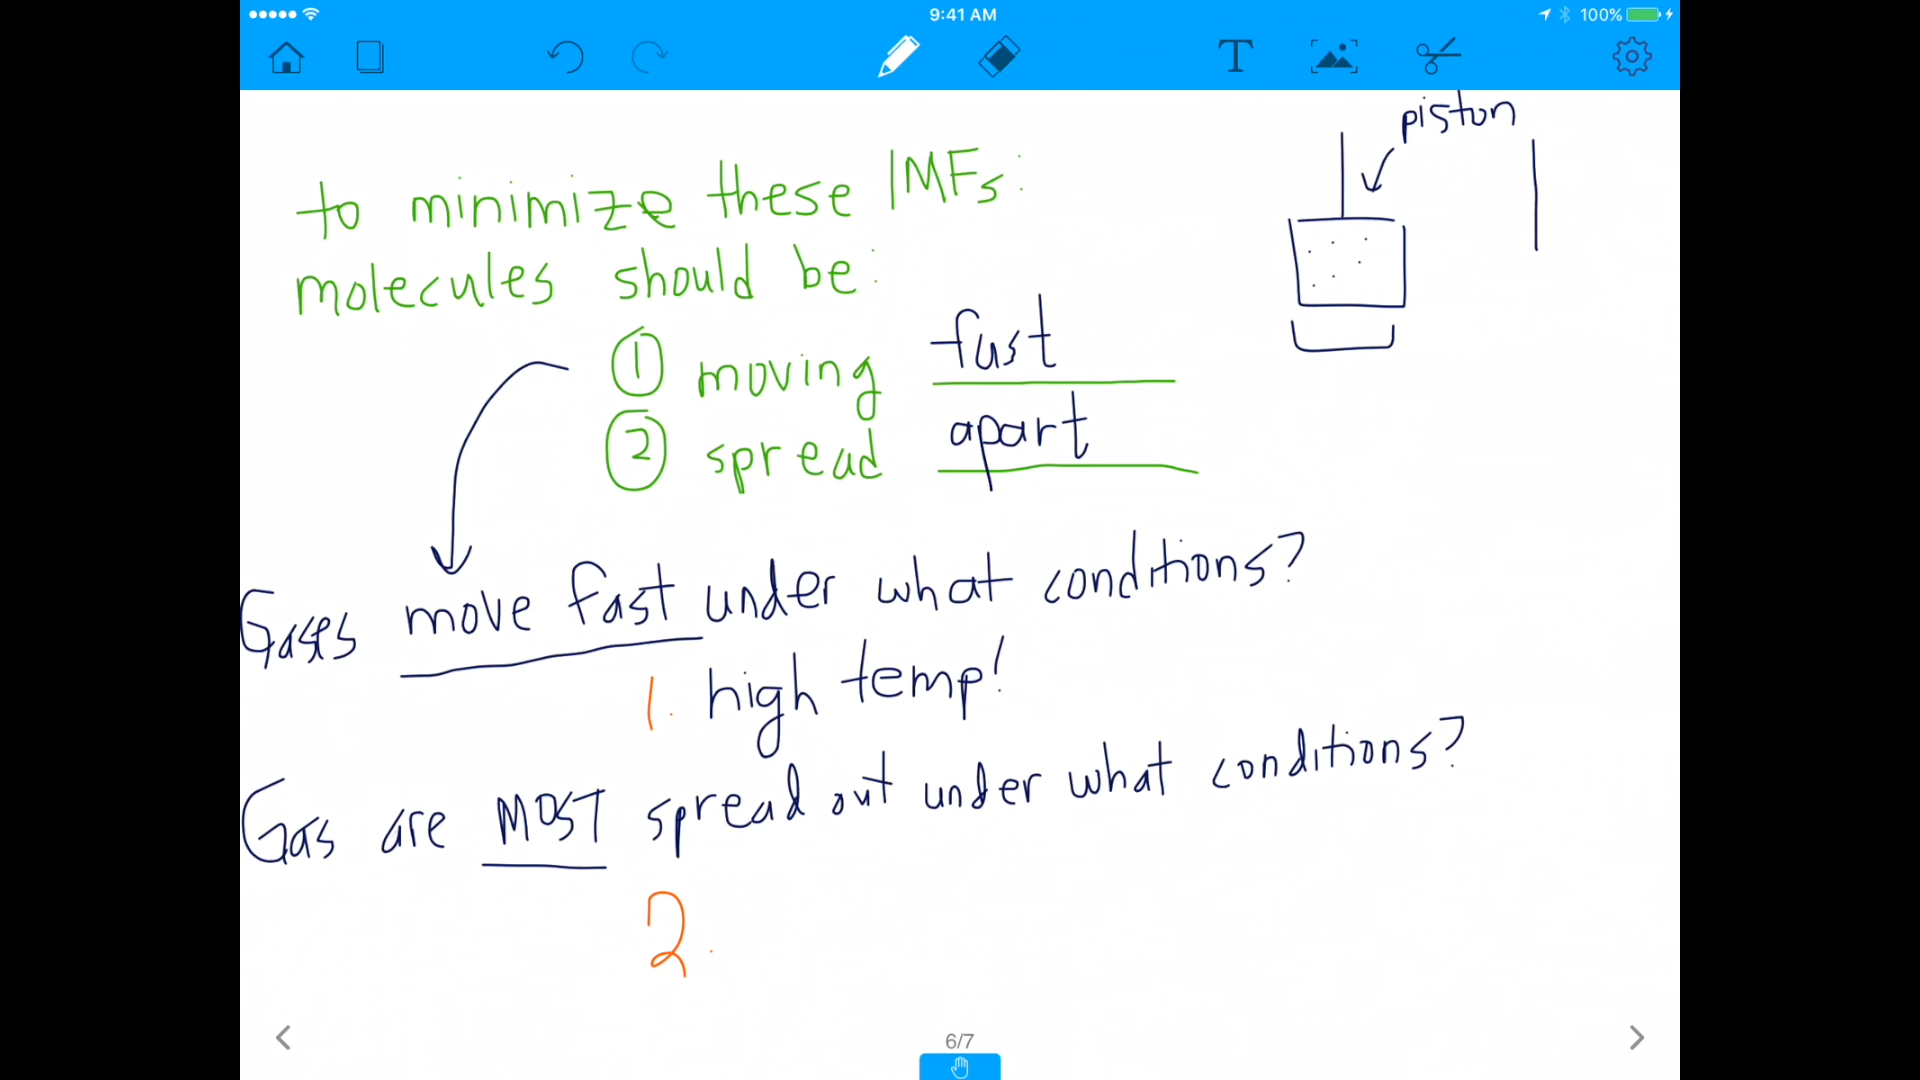 9:41 AM
100%
T
piston
to minimize these IMFs:
molecules should be:
1 moving fast
2 spread apart
Gases move fast under what conditions?
1. high temp!
Gas are MOST spread out under what conditions?
2.
6/7